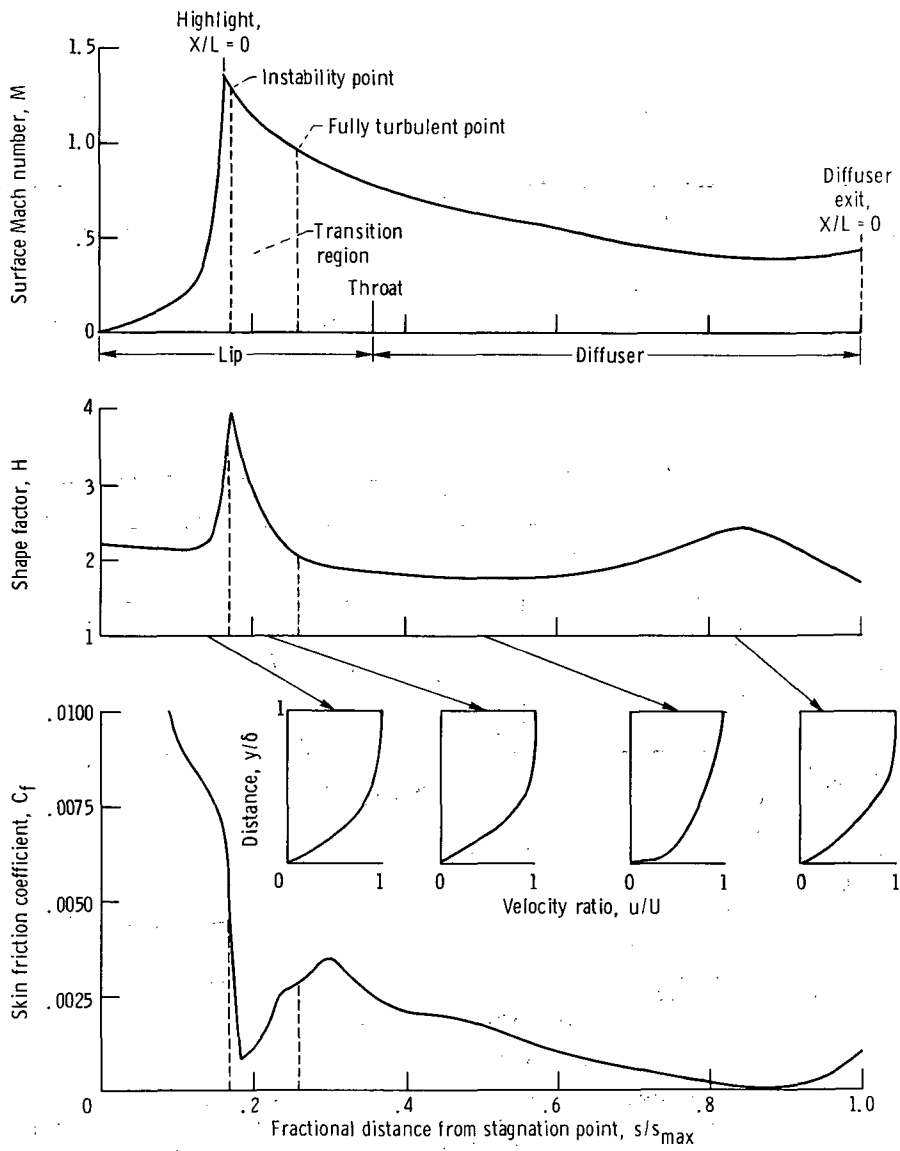 Highlight,
X/L = 0
1.5
Instability point
1.0
Fully turbulent point
Diffuser
exit,
X/L = 0
.5
Transition
region
Throat
0
Surface Mach number, M
Lip
Diffuser
4
3
2
1
Shape factor, H
.0100
.0075
.0050
.0025
Skin friction coefficient, Cf
1
Distance, y/δ
0
1
0
1
0
1
0
1
Velocity ratio, u/U
0
.2
.4
.6
.8
1.0
Fractional distance from stagnation point, s/smax